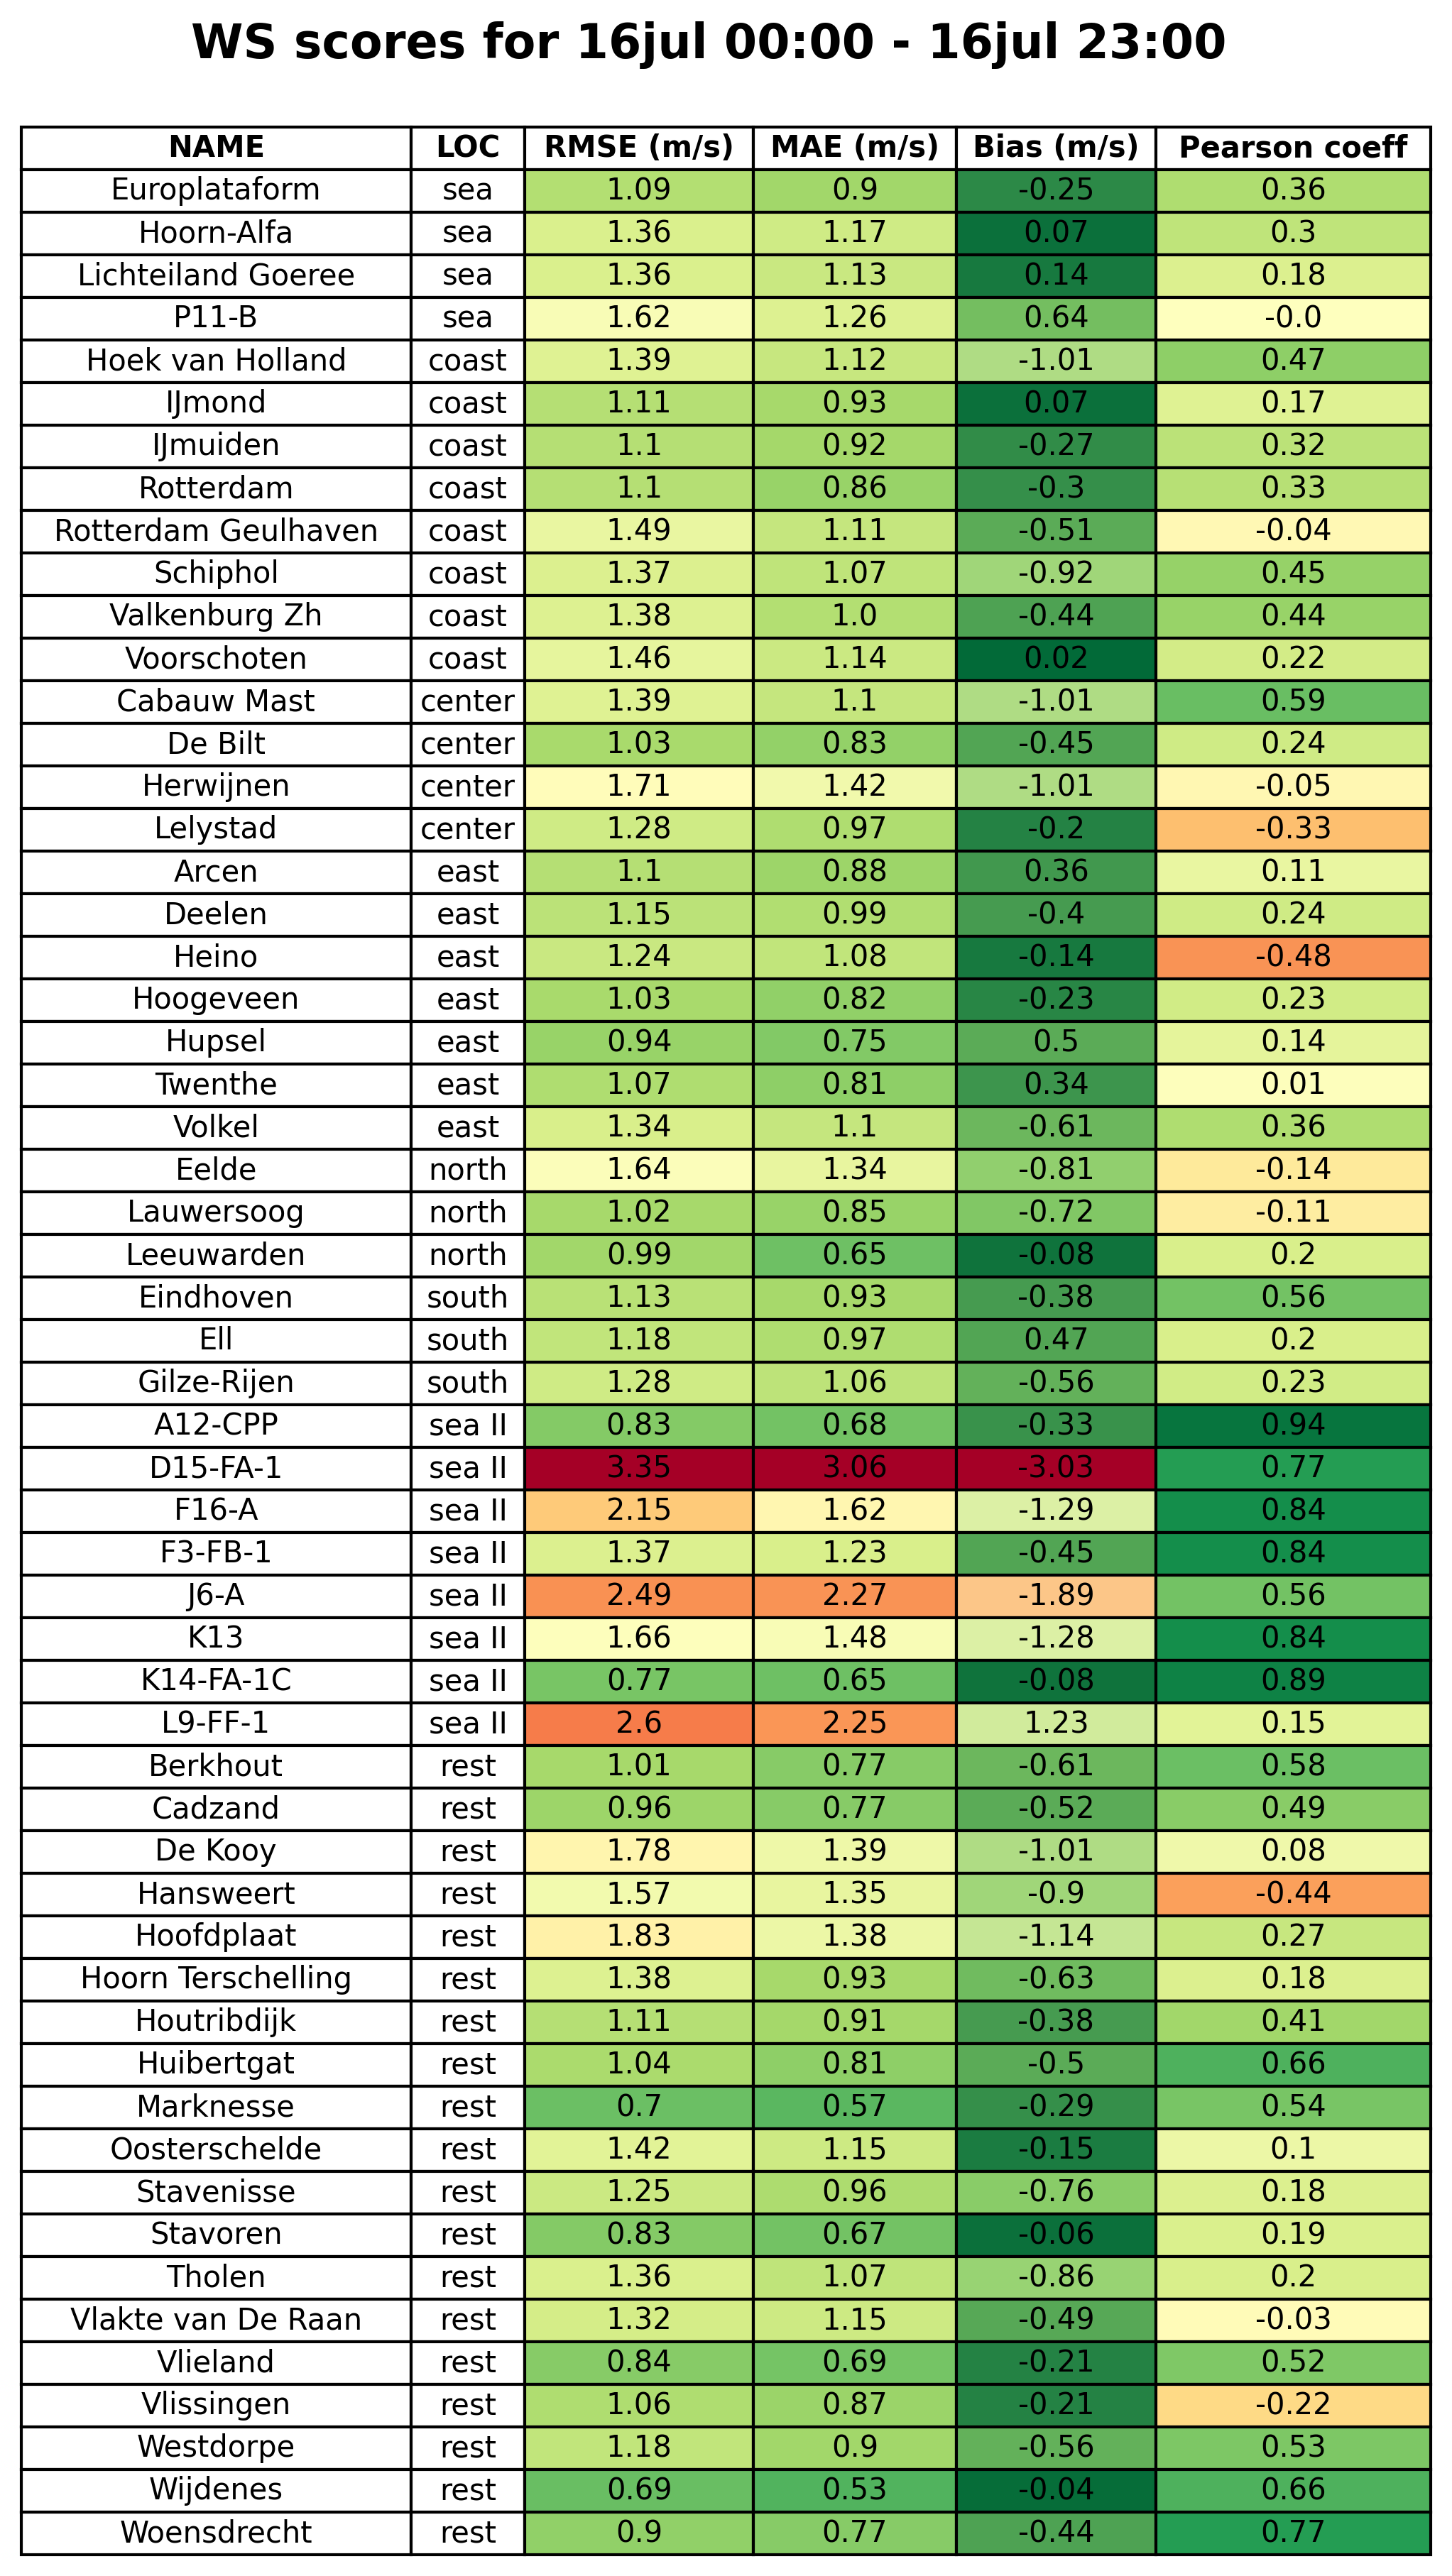 WS scores for 16jul 00:00 - 16jul 23:00
NAME LOC RMSE (m/s) MAE (m/s) Bias (m/s) Pearson coeff
Europlataform sea 1.09 0.9 -0.25 0.36
Hoorn-Alfa sea 1.36 1.17 0.07 0.3
Lichteiland Goeree sea 1.36 1.13 0.14 0.18
P11-B sea 1.62 1.26 0.64 -0.0
Hoek van Holland coast 1.39 1.12 -1.01 0.47
IJmond coast 1.11 0.93 0.07 0.17
IJmuiden coast 1.1 0.92 -0.27 0.32
Rotterdam coast 1.1 0.86 -0.3 0.33
Rotterdam Geulhaven coast 1.49 1.11 -0.51 -0.04
Schiphol coast 1.37 1.07 -0.92 0.45
Valkenburg Zh coast 1.38 1.0 -0.44 0.44
Voorschoten coast 1.46 1.14 0.02 0.22
Cabauw Mast center 1.39 1.1 -1.01 0.59
De Bilt center 1.03 0.83 -0.45 0.24
Herwijnen center 1.71 1.42 -1.01 -0.05
Lelystad center 1.28 0.97 -0.2 -0.33
Arcen east 1.1 0.88 0.36 0.11
Deelen east 1.15 0.99 -0.4 0.24
Heino east 1.24 1.08 -0.14 -0.48
Hoogeveen east 1.03 0.82 -0.23 0.23
Hupsel east 0.94 0.75 0.5 0.14
Twenthe east 1.07 0.81 0.34 0.01
Volkel east 1.34 1.1 -0.61 0.36
Eelde north 1.64 1.34 -0.81 -0.14
Lauwersoog north 1.02 0.85 -0.72 -0.11
Leeuwarden north 0.99 0.65 -0.08 0.2
Eindhoven south 1.13 0.93 -0.38 0.56
Ell south 1.18 0.97 0.47 0.2
Gilze-Rijen south 1.28 1.06 -0.56 0.23
A12-CPP sea II 0.83 0.68 -0.33 0.94
D15-FA-1 sea II 3.35 3.06 -3.03 0.77
F16-A sea II 2.15 1.62 -1.29 0.84
F3-FB-1 sea II 1.37 1.23 -0.45 0.84
J6-A sea II 2.49 2.27 -1.89 0.56
K13 sea II 1.66 1.48 -1.28 0.84
K14-FA-1C sea II 0.77 0.65 -0.08 0.89
L9-FF-1 sea II 2.6 2.25 1.23 0.15
Berkhout rest 1.01 0.77 -0.61 0.58
Cadzand rest 0.96 0.77 -0.52 0.49
De Kooy rest 1.78 1.39 -1.01 0.08
Hansweert rest 1.57 1.35 -0.9 -0.44
Hoofdplaat rest 1.83 1.38 -1.14 0.27
Hoorn Terschelling rest 1.38 0.93 -0.63 0.18
Houtribdijk rest 1.11 0.91 -0.38 0.41
Huibertgat rest 1.04 0.81 -0.5 0.66
Marknesse rest 0.7 0.57 -0.29 0.54
Oosterschelde rest 1.42 1.15 -0.15 0.1
Stavenisse rest 1.25 0.96 -0.76 0.18
Stavoren rest 0.83 0.67 -0.06 0.19
Tholen rest 1.36 1.07 -0.86 0.2
Vlakte van De Raan rest 1.32 1.15 -0.49 -0.03
Vlieland rest 0.84 0.69 -0.21 0.52
Vlissingen rest 1.06 0.87 -0.21 -0.22
Westdorpe rest 1.18 0.9 -0.56 0.53
Wijdenes rest 0.69 0.53 -0.04 0.66
Woensdrecht rest 0.9 0.77 -0.44 0.77